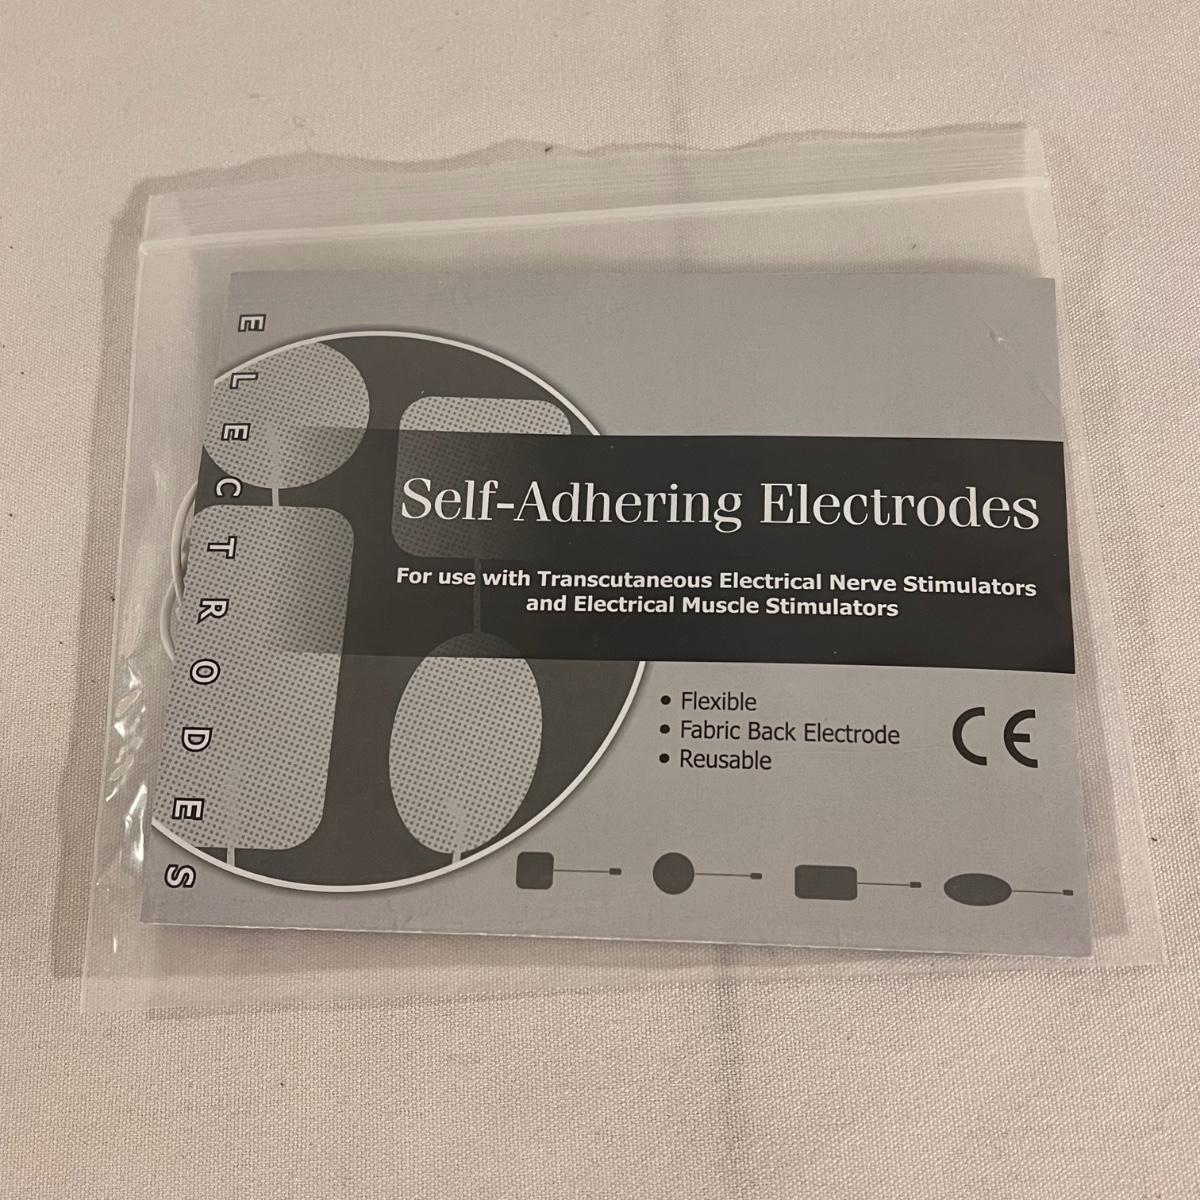 ELECTRODES
Self-Adhering Electrodes
For use with Transcutaneous Electrical Nerve Stimulators
and Electrical Muscle Stimulators
• Flexible
• Fabric Back Electrode
• Reusable
CE